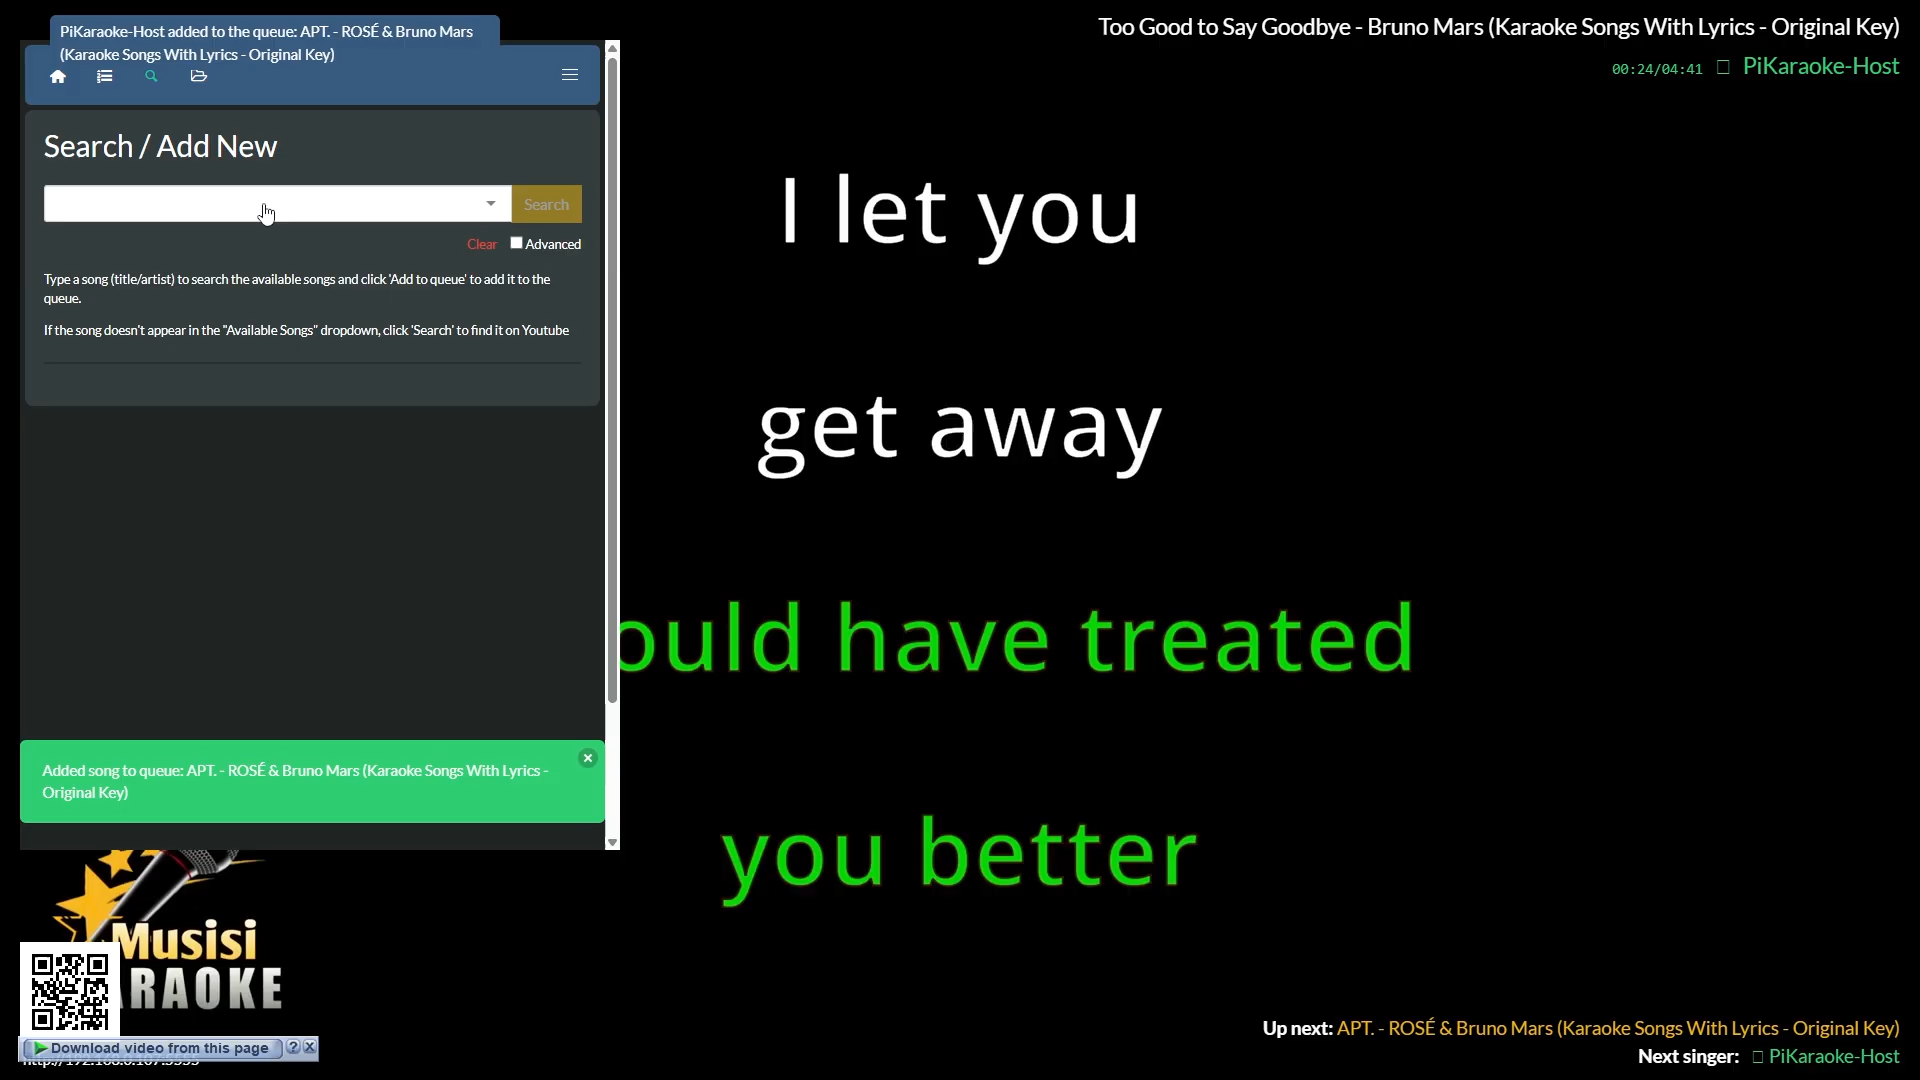 PiKaraoke-Host added to the queue: APT. - ROSÉ & Bruno Mars
(Karaoke Songs With Lyrics - Original Key)
Search / Add New
Search
Clear
Advanced
Type a song (title/artist) to search the available songs and click 'Add to queue' to add it to the
queue.
If the song doesn't appear in the "Available Songs" dropdown, click 'Search' to find it on Youtube
Added song to queue: APT. - ROSÉ & Bruno Mars (Karaoke Songs With Lyrics -
Original Key)
Too Good to Say Goodbye - Bruno Mars (Karaoke Songs With Lyrics - Original Key)
00:24/04:41 PiKaraoke-Host
I let you
get away
ould have treated
you better
Musisi
RAOKE
Download video from this page
Up next: APT. - ROSÉ & Bruno Mars (Karaoke Songs With Lyrics - Original Key)
Next singer: PiKaraoke-Host